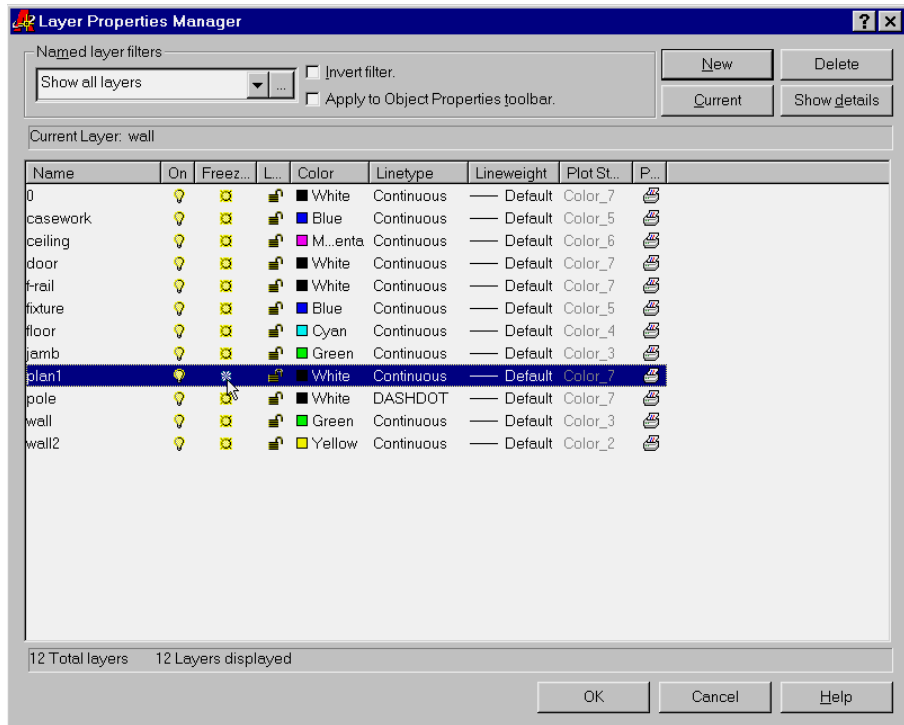 Layer Properties Manager
Named layer filters
Show all layers
...
Invert filter.
Apply to Object Properties toolbar.
New Delete
Current Show details
Current Layer: wall
Name On Freez... L... Color Linetype Lineweight Plot St... P...
0 White Continuous Default Color_7
casework Blue Continuous Default Color_5
ceiling M...enta Continuous Default Color_6
door White Continuous Default Color_7
f-rail White Continuous Default Color_7
fixture Blue Continuous Default Color_5
floor Cyan Continuous Default Color_4
jamb Green Continuous Default Color_3
plan1 White Continuous Default Color_7
pole White DASHDOT Default Color_7
wall Green Continuous Default Color_3
wall2 Yellow Continuous Default Color_2
12 Total layers 12 Layers displayed
OK Cancel Help